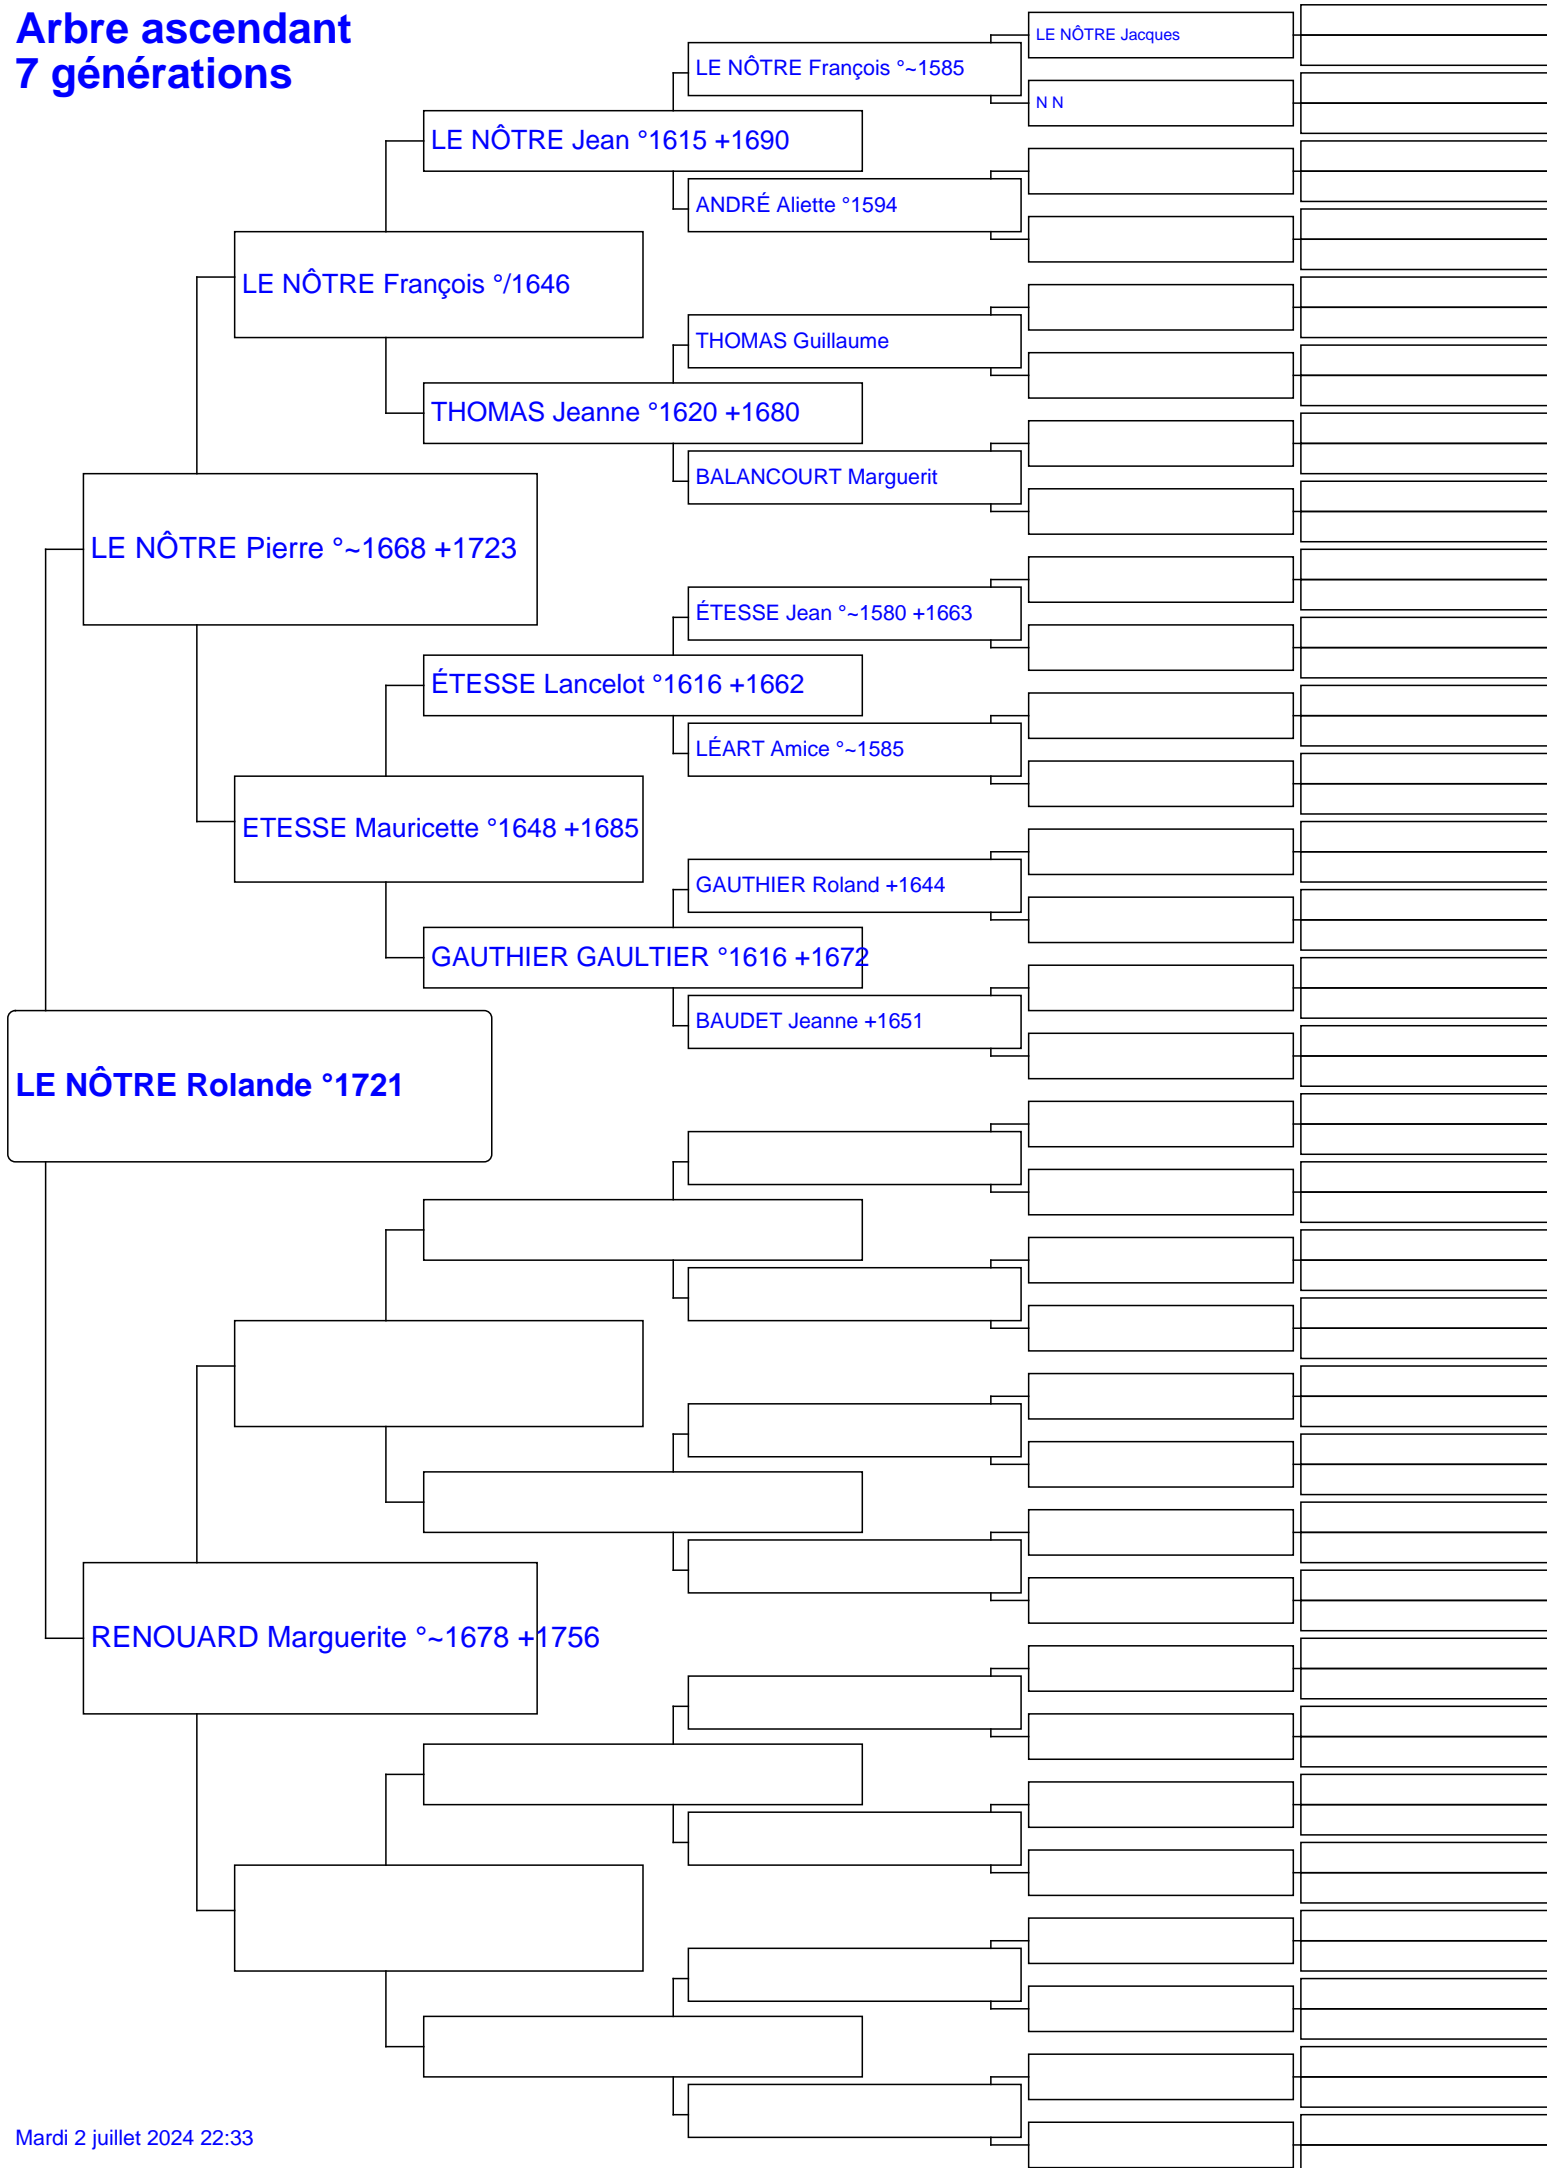 Arbre ascendant
7 générations
LE NÔTRE Jacques
LE NÔTRE François °~1585
N N
LE NÔTRE Jean °1615 +1690
ANDRÉ Aliette °1594
LE NÔTRE François °/1646
THOMAS Guillaume
THOMAS Jeanne °1620 +1680
BALANCOURT Marguerit
LE NÔTRE Pierre °~1668 +1723
ÉTESSE Jean °~1580 +1663
ÉTESSE Lancelot °1616 +1662
LÉART Amice °~1585
ETESSE Mauricette °1648 +1685
GAUTHIER Roland +1644
GAUTHIER GAULTIER °1616 +1672
BAUDET Jeanne +1651
LE NÔTRE Rolande °1721
RENOUARD Marguerite °~1678 +1756
Mardi 2 juillet 2024 22:33